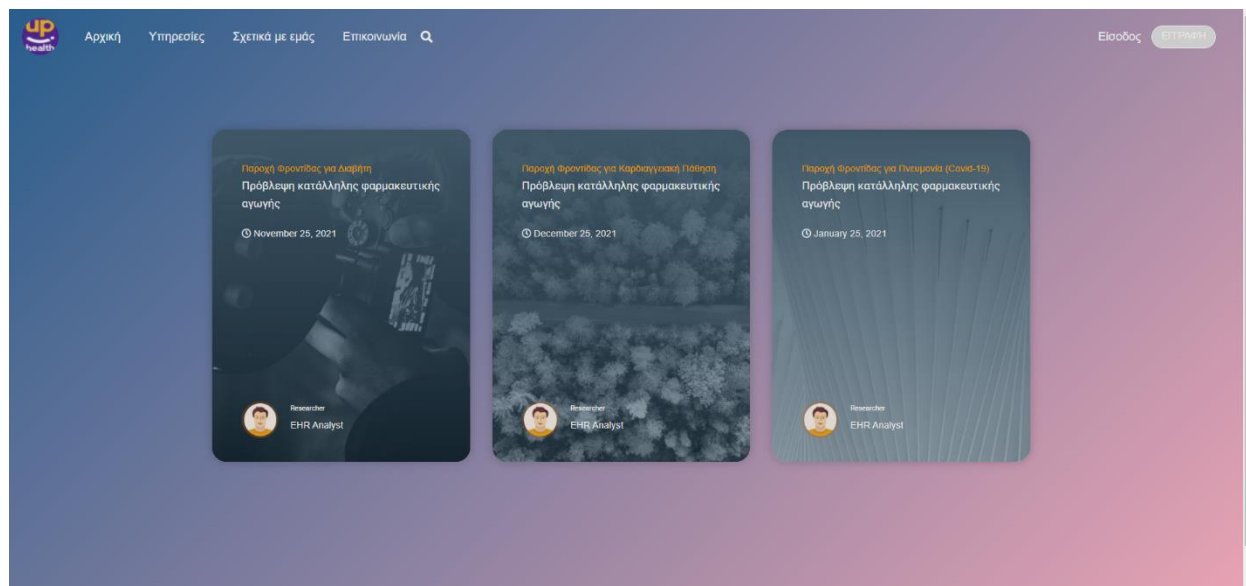 up
health
Αρχική Υπηρεσίες Σχετικά με εμάς Επικοινωνία
Είσοδος ΕΓΓΡΑΦΗ
Παροχή Φροντίδας για Διαβήτη
Πρόβλεψη κατάλληλης φαρμακευτικής
αγωγής
November 25, 2021
Researcher
EHR Analyst
Παροχή Φροντίδας για Καρδιαγγειακή Πάθηση
Πρόβλεψη κατάλληλης φαρμακευτικής
αγωγής
December 25, 2021
Researcher
EHR Analyst
Παροχή Φροντίδας για Πνευμονία (Covid-19)
Πρόβλεψη κατάλληλης φαρμακευτικής
αγωγής
January 25, 2021
Researcher
EHR Analyst